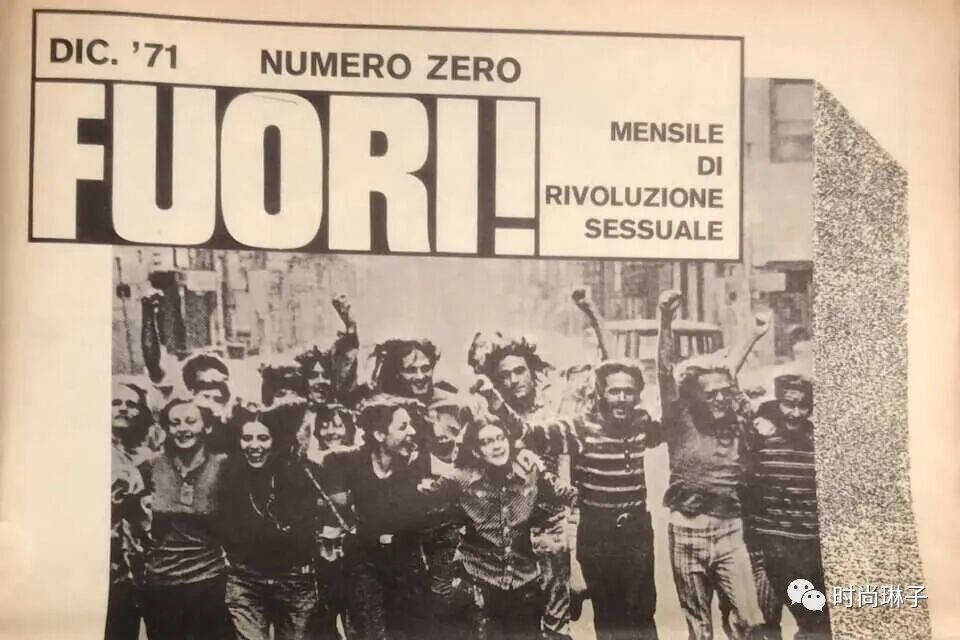 DIC. '71 NUMERO ZERO
FUORI!
MENSILE
DI
RIVOLUZIONE
SESSUALE
时尚琳子